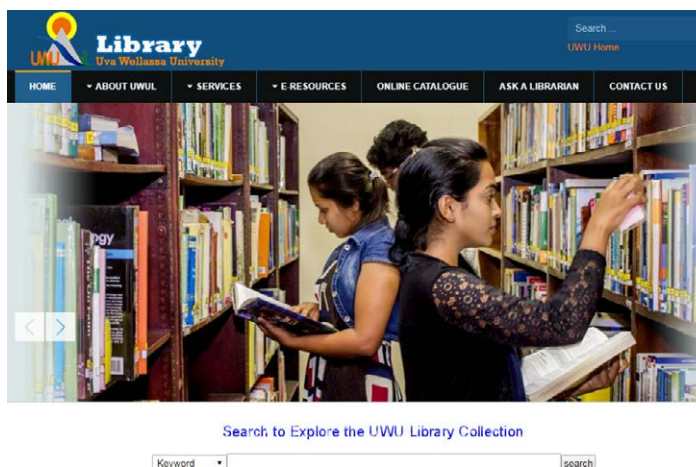 UWU
Library
Uva Wellassa University
Search ...
UWU Home
HOME
ABOUT UWUL
SERVICES
E-RESOURCES
ONLINE CATALOGUE
ASK A LIBRARIAN
CONTACT US
Search to Explore the UWU Library Collection
Keyword
search